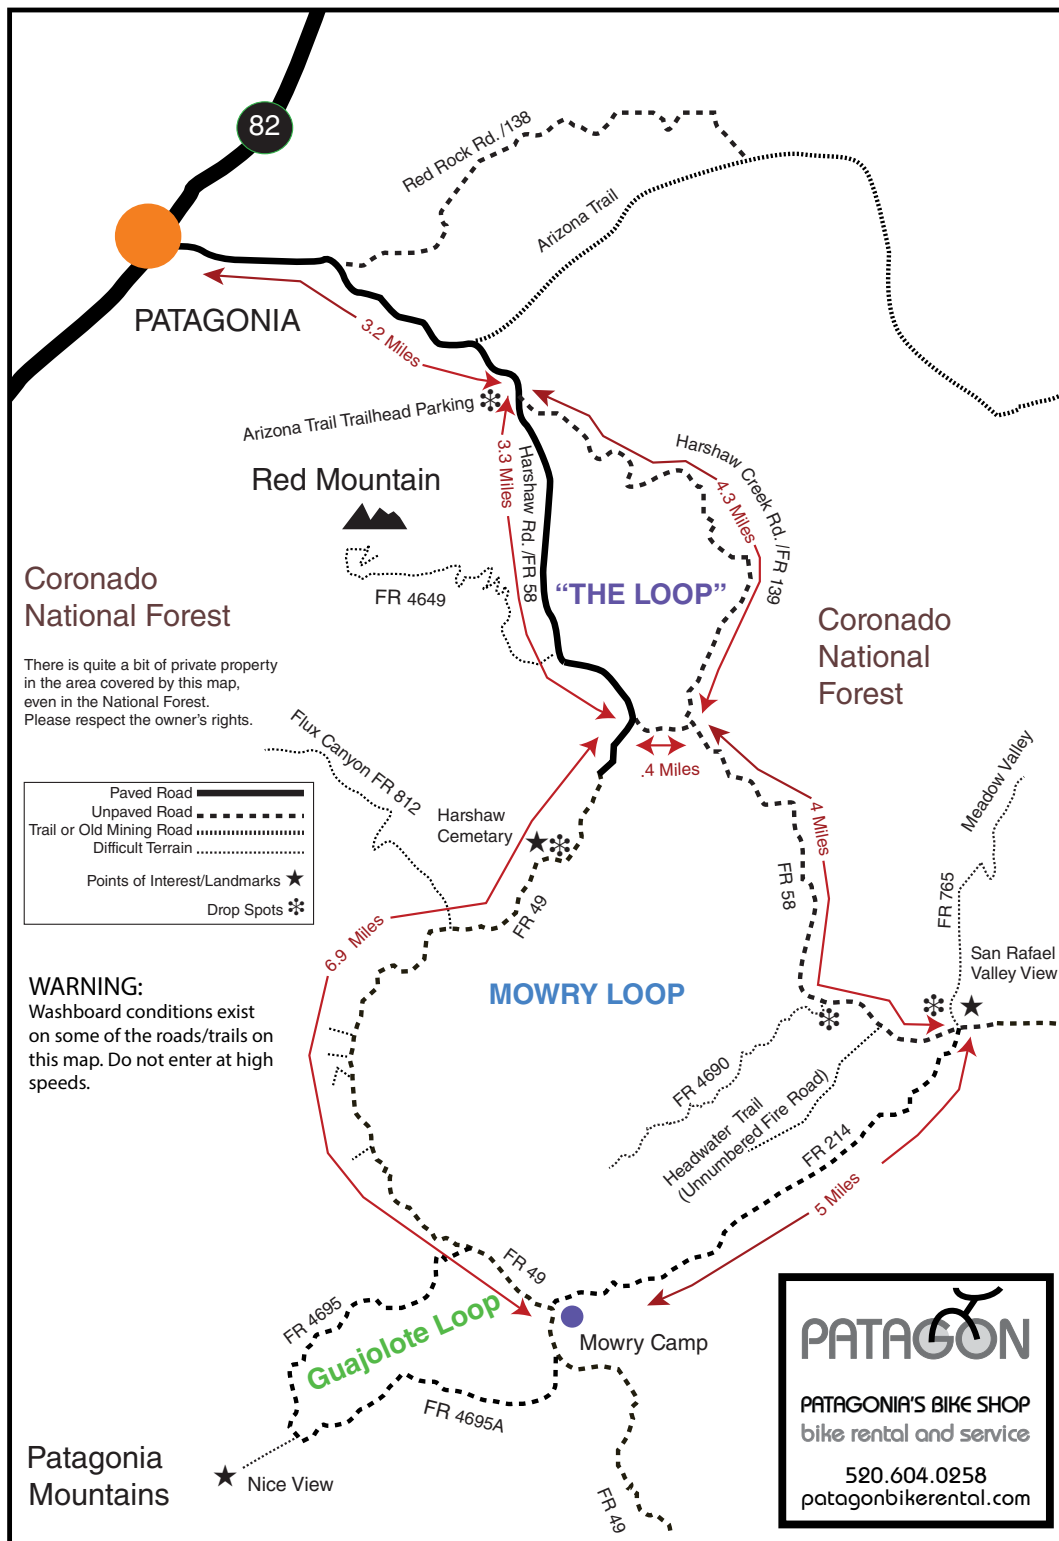 82
Red Rock Rd. /138
Arizona Trail
PATAGONIA
3.2 Miles
Arizona Trail Trailhead Parking
Harshaw Creek Rd. /FR 139
4.3 Miles
3.3 Miles
Harshaw Rd. /FR 58
Red Mountain
FR 4649
“THE LOOP”
Coronado
National Forest
There is quite a bit of private property
in the area covered by this map,
even in the National Forest.
Please respect the owner’s rights.
Coronado
National
Forest
Flux Canyon FR 812
.4 Miles
Meadow Valley
Paved Road
Unpaved Road
Trail or Old Mining Road
Difficult Terrain
Points of Interest/Landmarks
Drop Spots
Harshaw
Cemetary
4 Miles
FR 58
FR 765
FR 49
6.9 Miles
San Rafael
Valley View
WARNING:
Washboard conditions exist
on some of the roads/trails on
this map. Do not enter at high
speeds.
MOWRY LOOP
FR 4690
Headwater Trail
(Unnumbered Fire Road)
FR 214
5 Miles
FR 49
FR 4695
Guajolote Loop
Mowry Camp
FR 4695A
Patagonia
Mountains
Nice View
FR 49
PATAGON
PATAGONIA'S BIKE SHOP
bike rental and service
520.604.0258
patagonbikerental.com